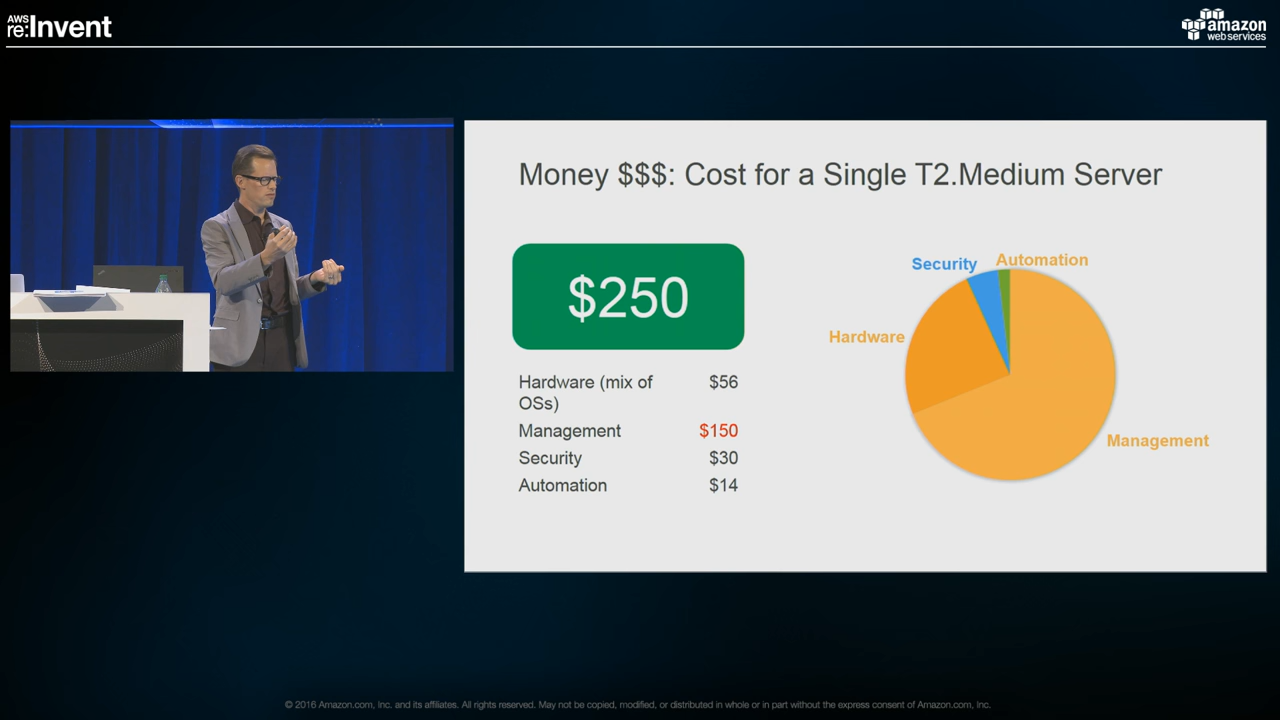 AWS
re:Invent
amazon
web services
Money $$$: Cost for a Single T2.Medium Server
$250
Hardware (mix of OSs) $56
Management $150
Security $30
Automation $14
Security
Automation
Hardware
Management
© 2016 Amazon.com, Inc. and its affiliates. All rights reserved. May not be copied, modified, or distributed in whole or in part without the express consent of Amazon.com, Inc.